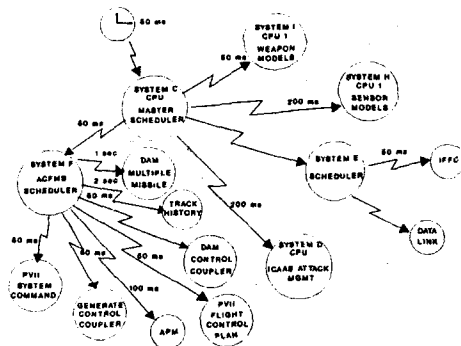 50 ms
SYSTEM C
CPU
MASTER
SCHEDULER
50 ms
SYSTEM I
CPU 1
WEAPON
MODELS
200 ms
SYSTEM H
CPU 1
SENSOR
MODELS
50 ms
SYSTEM F
ACFMS
SCHEDULER
1 sec
DAM
MULTIPLE
MISSILE
2 sec
TRACK
HISTORY
50 ms
DAM
CONTROL
COUPLER
SYSTEM E
SCHEDULER
50 ms
IFFC
DATA
LINK
200 ms
SYSTEM D
CPU
ICAAS ATTACK
MGMT
50 ms
PVII
SYSTEM
COMMAND
50 ms
GENERATE
CONTROL
COUPLER
100 ms
APM
50 ms
PVII
FLIGHT
CONTROL
PLAN